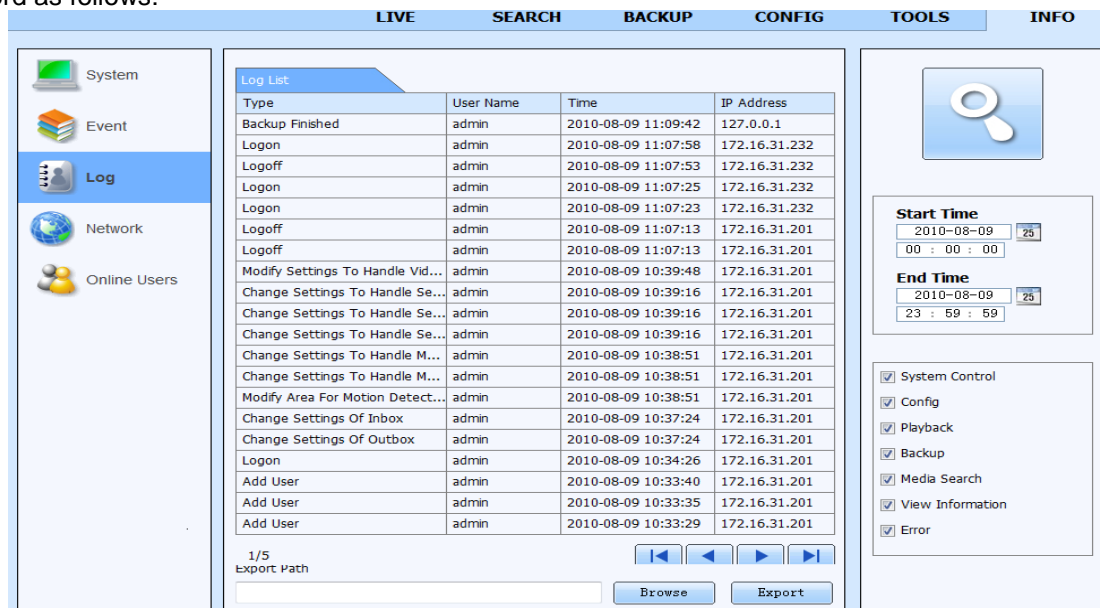 rd as follows:
LIVE SEARCH BACKUP CONFIG TOOLS INFO
System
Event
Log
Network
Online Users
Log List
Type User Name Time IP Address
Backup Finished admin 2010-08-09 11:09:42 127.0.0.1
Logon admin 2010-08-09 11:07:58 172.16.31.232
Logoff admin 2010-08-09 11:07:53 172.16.31.232
Logon admin 2010-08-09 11:07:25 172.16.31.232
Logon admin 2010-08-09 11:07:23 172.16.31.232
Logoff admin 2010-08-09 11:07:13 172.16.31.201
Logoff admin 2010-08-09 11:07:13 172.16.31.201
Modify Settings To Handle Vid... admin 2010-08-09 10:39:48 172.16.31.201
Change Settings To Handle Se... admin 2010-08-09 10:39:16 172.16.31.201
Change Settings To Handle Se... admin 2010-08-09 10:39:16 172.16.31.201
Change Settings To Handle Se... admin 2010-08-09 10:39:16 172.16.31.201
Change Settings To Handle M... admin 2010-08-09 10:38:51 172.16.31.201
Change Settings To Handle M... admin 2010-08-09 10:38:51 172.16.31.201
Modify Area For Motion Detect... admin 2010-08-09 10:38:51 172.16.31.201
Change Settings Of Inbox admin 2010-08-09 10:37:24 172.16.31.201
Change Settings Of Outbox admin 2010-08-09 10:37:24 172.16.31.201
Logon admin 2010-08-09 10:34:26 172.16.31.201
Add User admin 2010-08-09 10:33:40 172.16.31.201
Add User admin 2010-08-09 10:33:35 172.16.31.201
Add User admin 2010-08-09 10:33:29 172.16.31.201
1/5
Export Path
Browse Export
Start Time
2010-08-09 25
00 : 00 : 00
End Time
2010-08-09 25
23 : 59 : 59
System Control
Config
Playback
Backup
Media Search
View Information
Error